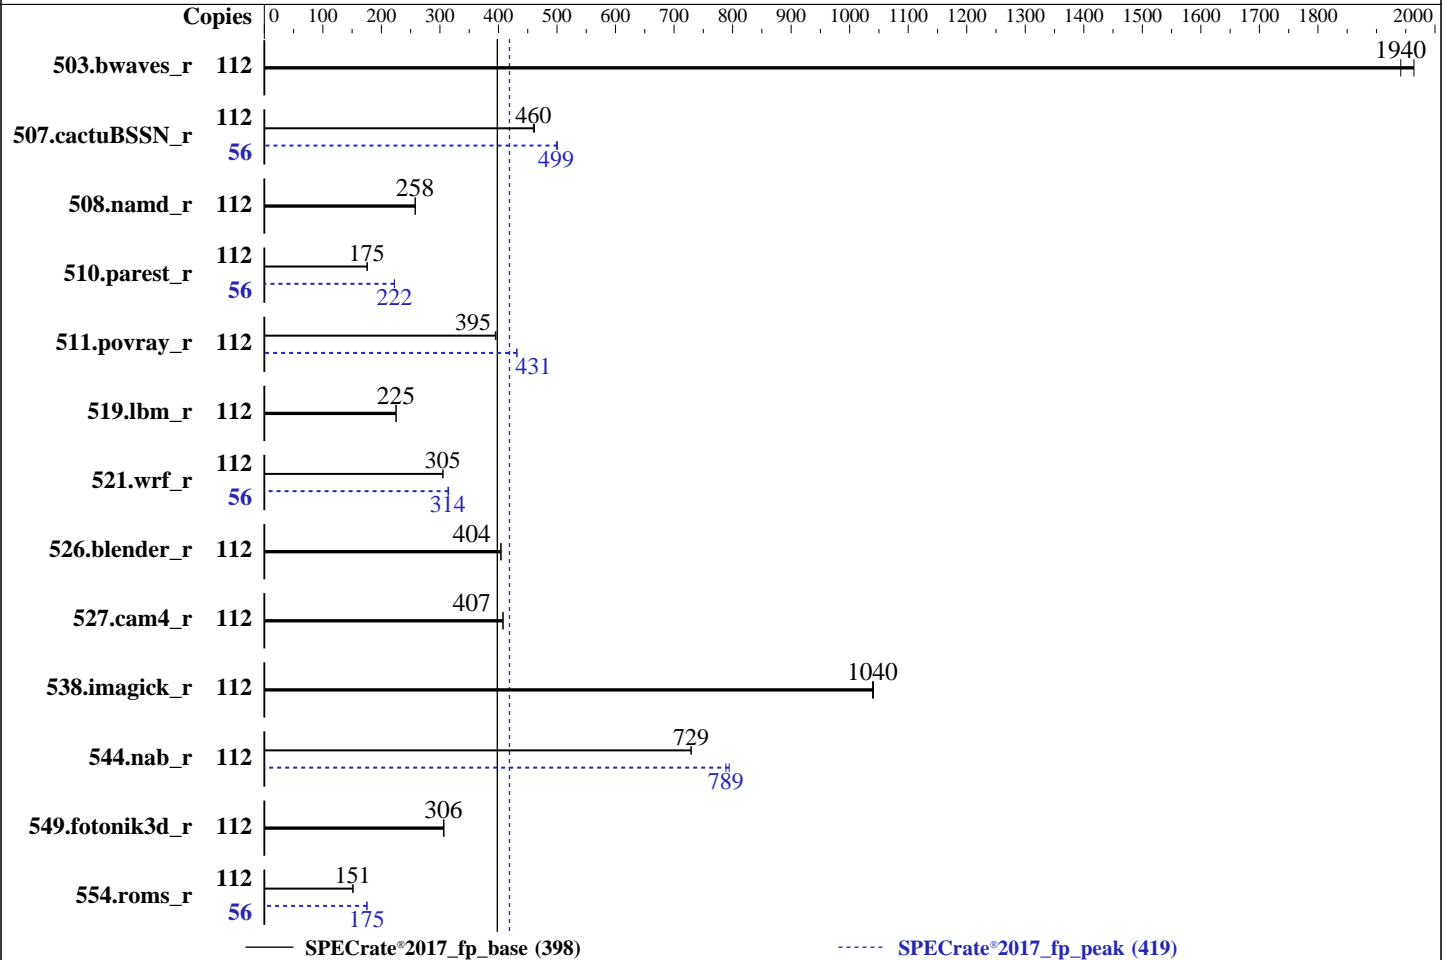 Copies 0 100 200 300 400 500 600 700 800 900 1000 1100 1200 1300 1400 1500 1600 1700 1800 2000
503.bwaves_r 112 1940
507.cactuBSSN_r 112 460
56 499
508.namd_r 112 258
510.parest_r 112 175
56 222
511.povray_r 112 395
431
519.lbm_r 112 225
521.wrf_r 112 305
56 314
526.blender_r 112 404
527.cam4_r 112 407
538.imagick_r 112 1040
544.nab_r 112 729
789
549.fotonik3d_r 112 306
554.roms_r 112 151
56 175
SPECrate®2017_fp_base (398) SPECrate®2017_fp_peak (419)